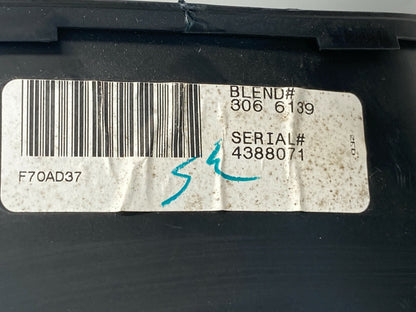 BLEND#
306 6139
SERIAL#
4388071
F70AD37